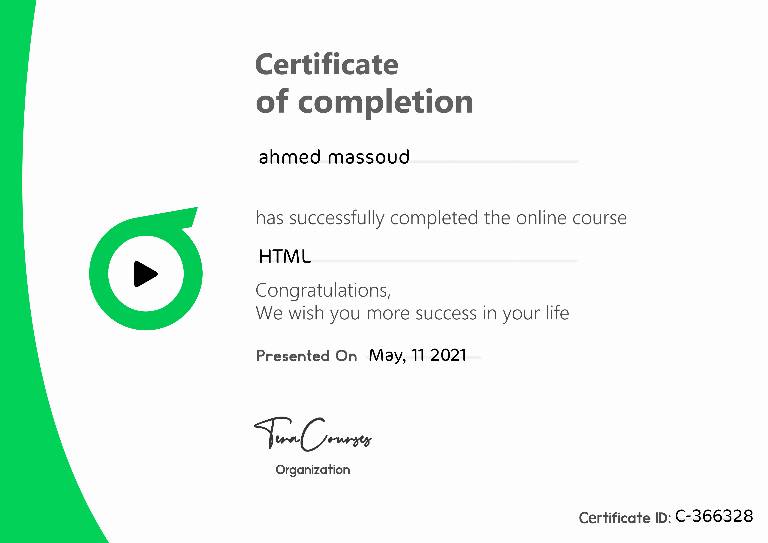 Certificate
of completion
ahmed massoud
has successfully completed the online course
HTML
Congratulations,
We wish you more success in your life
Presented On May, 11 2021
TeraCourses
Organization
Certificate ID: C-366328